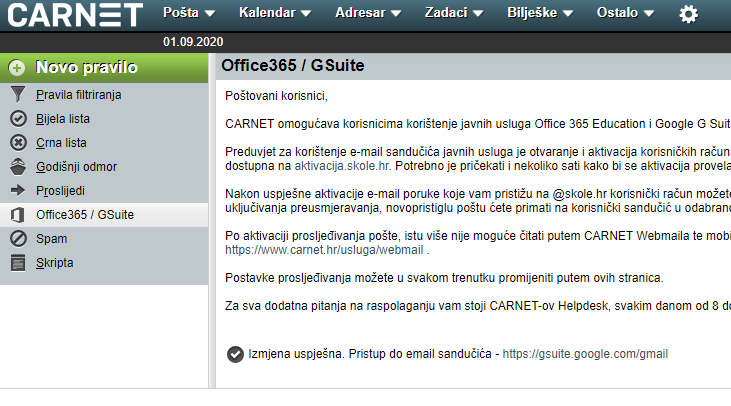 CARNET
Pošta Kalendar Adresar Zadaci Bilješke Ostalo
01.09.2020
Novo pravilo
Pravila filtriranja
Bijela lista
Crna lista
Godišnji odmor
Proslijedi
Office365 / GSuite
Spam
Skripta
Office365 / GSuite
Poštovani korisnici,
CARNET omogućava korisnicima korištenje javnih usluga Office 365 Education i Google G Suit
Preduvjet za korištenje e-mail sandučića javnih usluga je otvaranje i aktivacija korisničkih račun
dostupna na aktivacija.skole.hr. Potrebno je pričekati i nekoliko sati kako bi se aktivacija provela
Nakon uspješne aktivacije e-mail poruke koje vam pristižu na @skole.hr korisnički račun možete
uključivanja preusmjeravanja, novopristiglu poštu ćete primati na korisnički sandučić u odabran
Po aktivaciji prosljeđivanja pošte, istu više nije moguće čitati putem CARNET Webmaila te mobi
https://www.carnet.hr/usluga/webmail .
Postavke prosljeđivanja možete u svakom trenutku promijeniti putem ovih stranica.
Za sva dodatna pitanja na raspolaganju vam stoji CARNET-ov Helpdesk, svakim danom od 8 do
Izmjena uspješna. Pristup do email sandučića - https://gsuite.google.com/gmail